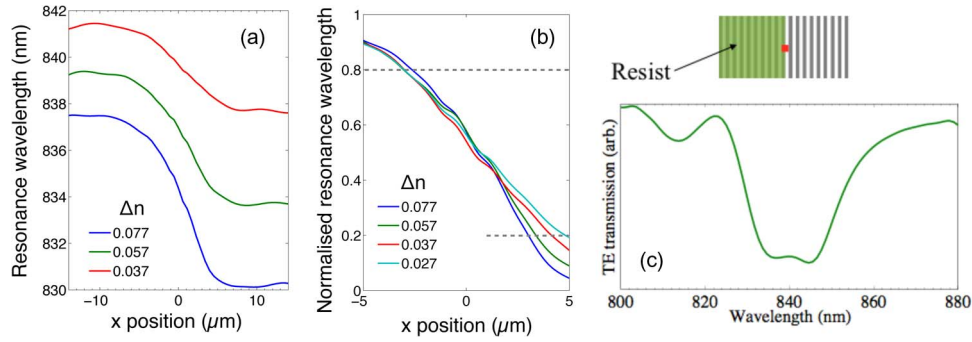 (a)
Resonance wavelength (nm)
842
840
838
836
834
832
830
Δn
0.077
0.057
0.037
−10
0
10
x position (μm)
(b)
Normalised resonance wavelength
1
0.8
0.6
0.4
0.2
0
Δn
0.077
0.057
0.037
0.027
−5
0
5
x position (μm)
Resist
(c)
TE transmission (arb.)
800
820
840
860
880
Wavelength (nm)